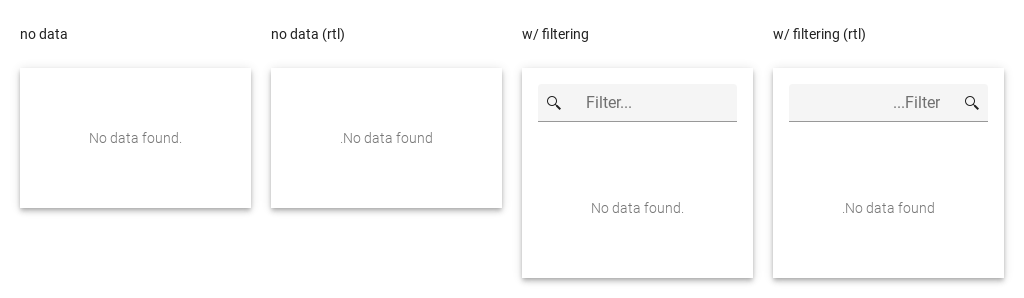 no data
no data (rtl)
w/ filtering
w/ filtering (rtl)
Filter...
...Filter
No data found.
.No data found
No data found.
.No data found